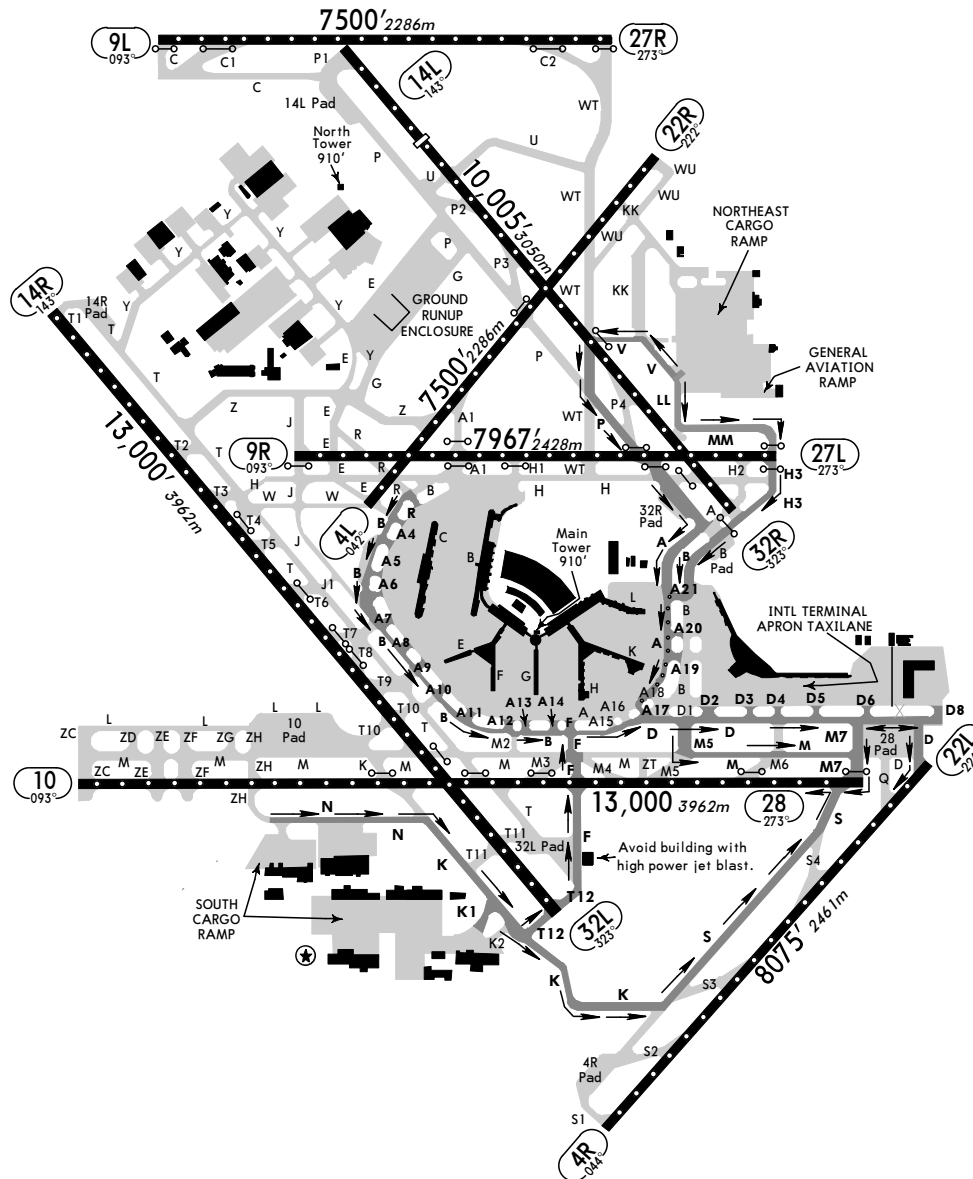 7500' 2286m
9L
093°
27R
273°
C
C1
P1
C2
C
14L
143°
14L Pad
WT
North
Tower
910'
P
U
22R
222°
U
10,005' 3050m
WT
WU
WU
P2
KK
NORTHEAST
CARGO
RAMP
Y
Y
Y
P
WU
P3
G
E
WT
KK
14R
143°
14R
Pad
T1
Y
Y
T
GROUND
RUNUP
ENCLOSURE
7500' 2286m
P
V
GENERAL
AVIATION
RAMP
T
E
Y
G
V
LL
Z
J
E
Z
A1
P
P4
WT
R
E
7967' 2428m
MM
13,000' 3962m
T2
T
9R
093°
27L
273°
E
R
A1
H1
WT
H2
H3
T3
W
J
W
E
R
B
H
H
H3
T4
T5
4L
042°
B
R
A4
C
B
Main
Tower
910'
32R
Pad
A
32R
323°
A
B
B
Pad
J
T
J1
T6
B
A5
A6
L
A21
B
A20
INTL TERMINAL
APRON TAXILANE
A7
T7
B
A8
T8
A9
E
F
G
K
H
A
A19
B
A18
T9
A10
T10
A11
B
A12
A13
A14
F
A
A15
A16
A17
D1
D2
D3
D4
D5
D6
D8
L
L
L
L
ZC
ZD
ZE
ZF
ZG
ZH
10
Pad
T10
T
M2
B
F
D
D
M5
M
M7
28
Pad
D
D
22L
224°
ZC
M
ZE
M
ZF
ZH
M
K
M
M3
F
M4
M
ZT
M5
M
M6
M7
Q
10
093°
13,000 3962m
28
273°
ZH
N
N
T
T11
32L Pad
F
Avoid building with
high power jet blast.
S
S4
T11
K
K1
T12
T12
32L
323°
K2
SOUTH
CARGO
RAMP
S
8075' 2461m
K
K
S3
S2
4R
Pad
S1
4R
044°